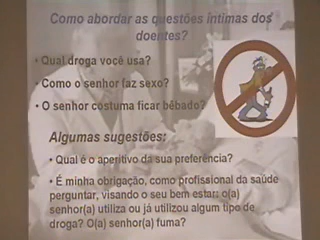 Como abordar as questões íntimas dos
doentes?
• Qual droga você usa?
• Como o senhor faz sexo?
• O senhor costuma ficar bêbado?
Algumas sugestões:
• Qual é o aperitivo da sua preferência?
• É minha obrigação, como profissional da saúde
perguntar, visando o seu bem estar: o(a)
senhor(a) utiliza ou já utilizou algum tipo de
droga? O(a) senhor(a) fuma?